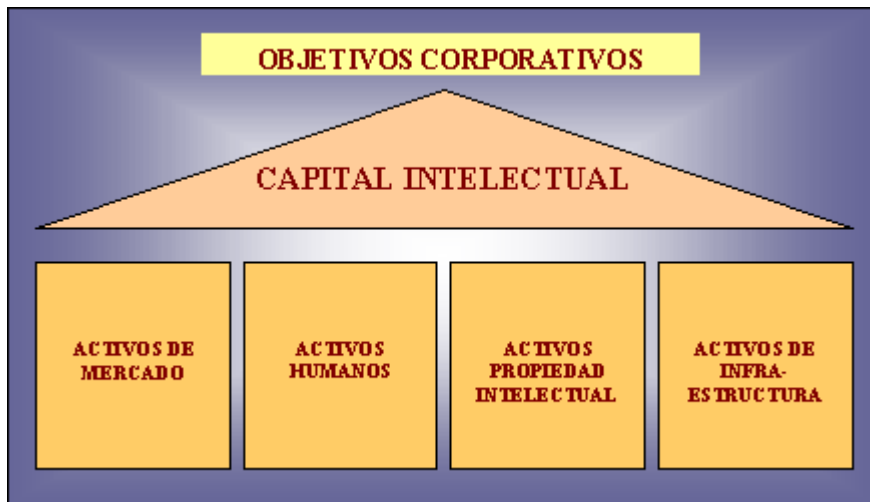 OBJETIVOS CORPORATIVOS
CAPITAL INTELECTUAL
ACTIVOS DE
MERCADO
ACTIVOS
HUMANOS
ACTIVOS
PROPIEDAD
INTELECTUAL
ACTIVOS DE
INFRA-
ESTRUCTURA